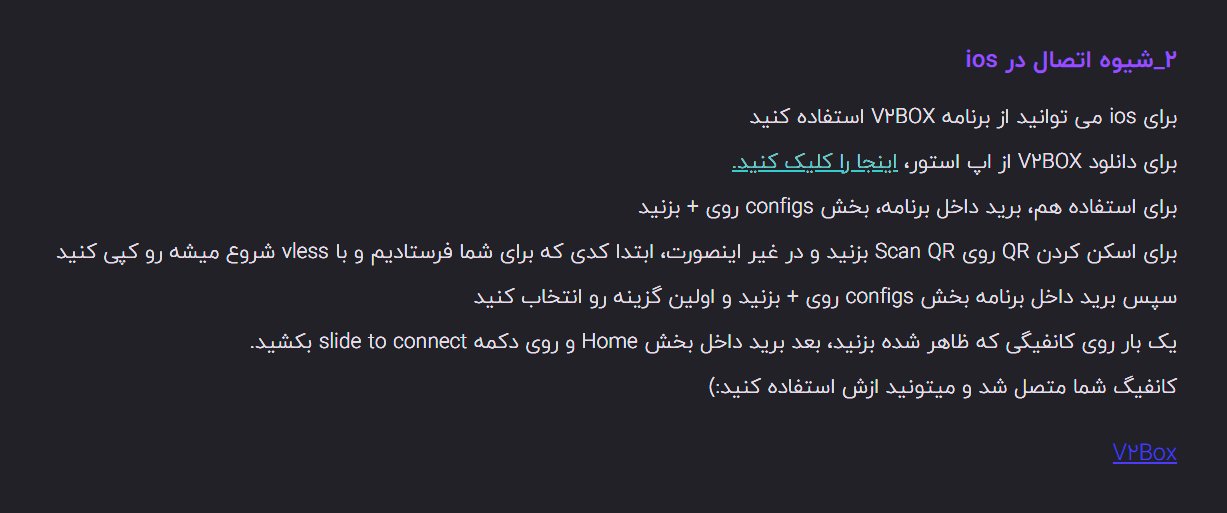 ۲_شیوه اتصال در ios
برای ios می توانید از برنامه V۲BOX استفاده کنید
برای دانلود V۲BOX از اپ استور، اینجا را کلیک کنید.
برای استفاده هم، برید داخل برنامه، بخش configs روی + بزنید
برای اسکن کردن QR روی Scan QR بزنید و در غیر اینصورت، ابتدا کدی که برای شما فرستادیم و با vless شروع میشه رو کپی کنید
سپس برید داخل برنامه بخش configs روی + بزنید و اولین گزینه رو انتخاب کنید
یک بار روی کانفیگی که ظاهر شده بزنید، بعد برید داخل بخش Home و روی دکمه slide to connect بکشید.
کانفیگ شما متصل شد و میتونید ازش استفاده کنید:)
V۲Box